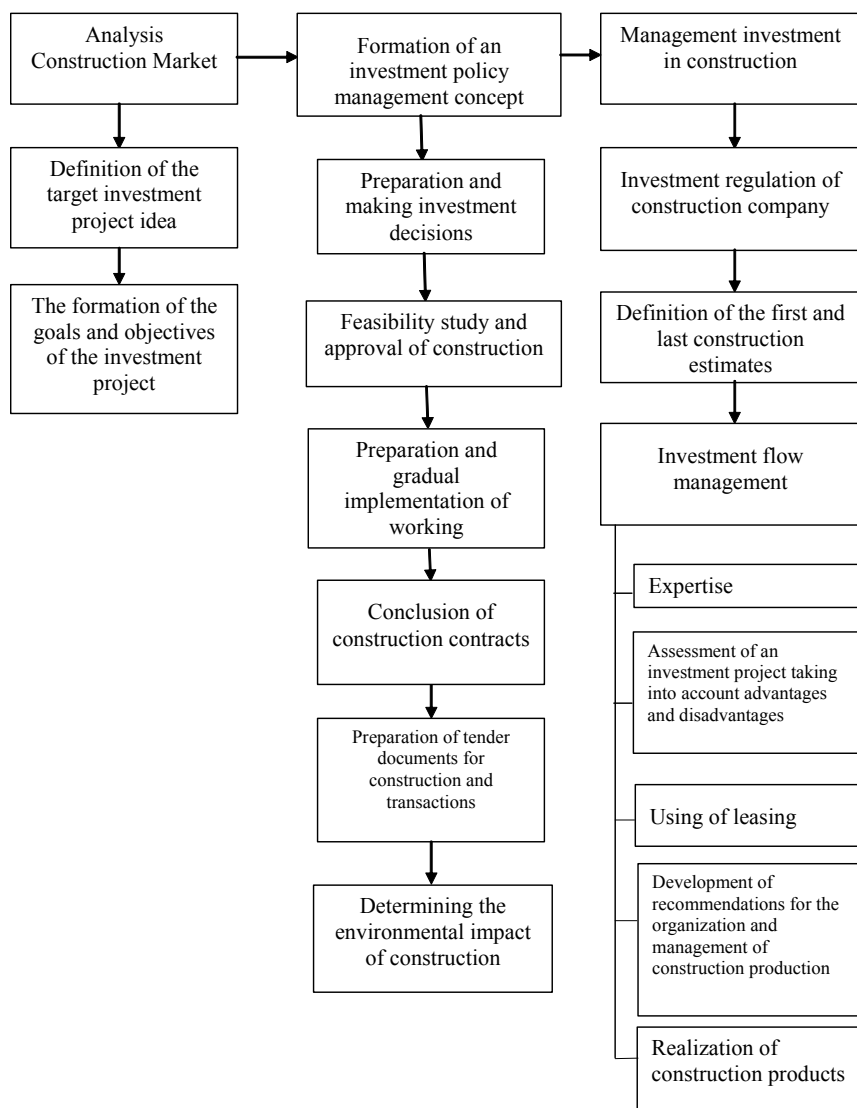 Analysis
Construction Market
Definition of the
target investment
project idea
The formation of the
goals and objectives
of the investment
project
Formation of an
investment policy
management concept
Preparation and
making investment
decisions
Feasibility study and
approval of construction
Preparation and
gradual
implementation of
working
Conclusion of
construction contracts
Preparation of tender
documents for
construction and
transactions
Determining the
environmental impact
of construction
Management investment
in construction
Investment regulation of
construction company
Definition of the first and
last construction
estimates
Investment flow
management
Expertise
Assessment of an
investment project taking
into account advantages
and disadvantages
Using of leasing
Development of
recommendations for the
organization and
management of
construction production
Realization of
construction products